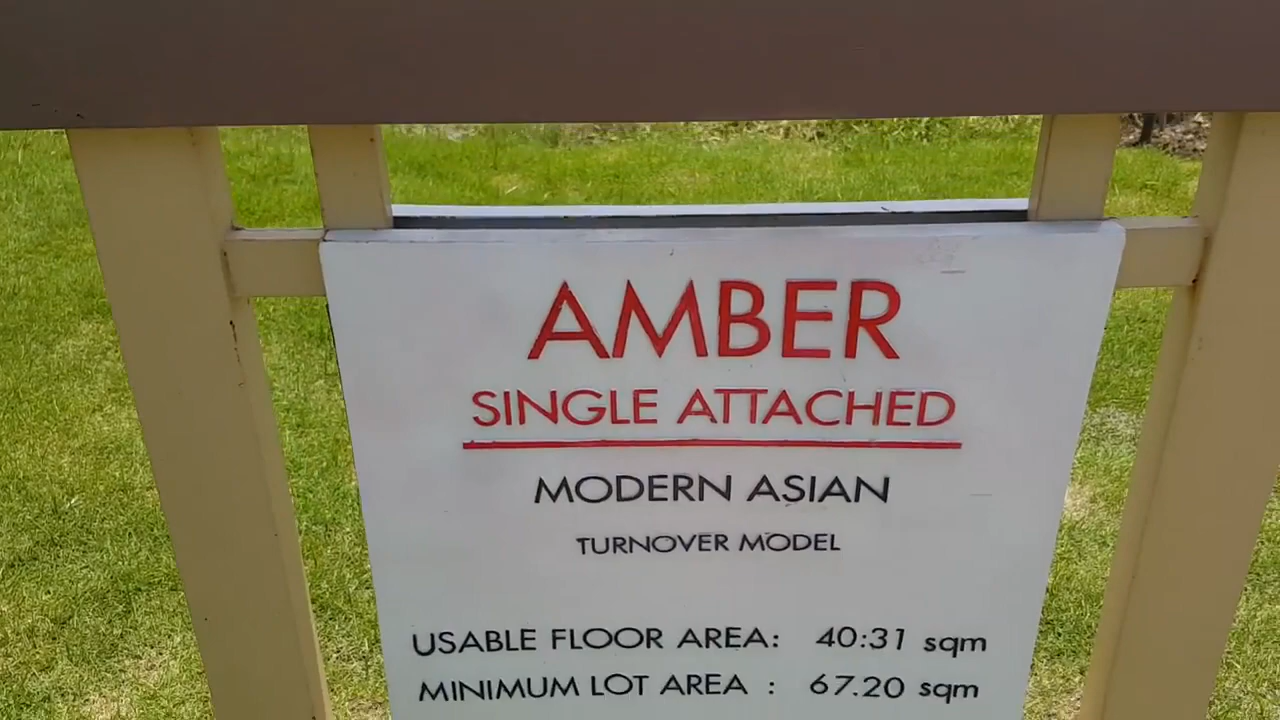 AMBER
SINGLE ATTACHED
MODERN ASIAN
TURNOVER MODEL
USABLE FLOOR AREA: 40:31 sqm
MINIMUM LOT AREA : 67.20 sqm